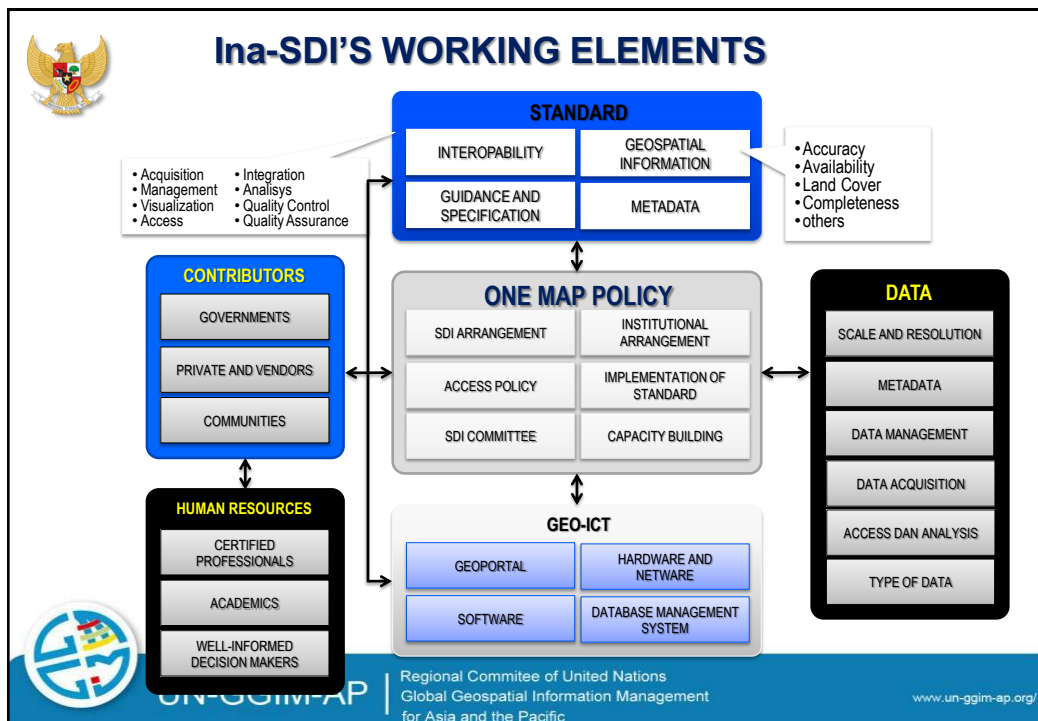 Ina-SDI'S WORKING ELEMENTS
STANDARD
INTEROPABILITY
GEOSPATIAL
INFORMATION
GUIDANCE AND
SPECIFICATION
METADATA
• Acquisition
• Management
• Visualization
• Access
• Integration
• Analisys
• Quality Control
• Quality Assurance
• Accuracy
• Availability
• Land Cover
• Completeness
• others
CONTRIBUTORS
GOVERNMENTS
PRIVATE AND VENDORS
COMMUNITIES
ONE MAP POLICY
SDI ARRANGEMENT
INSTITUTIONAL
ARRANGEMENT
ACCESS POLICY
IMPLEMENTATION OF
STANDARD
SDI COMMITTEE
CAPACITY BUILDING
DATA
SCALE AND RESOLUTION
METADATA
DATA MANAGEMENT
DATA ACQUISITION
ACCESS DAN ANALYSIS
TYPE OF DATA
HUMAN RESOURCES
CERTIFIED
PROFESSIONALS
ACADEMICS
WELL-INFORMED
DECISION MAKERS
GEO-ICT
GEOPORTAL
HARDWARE AND
NETWARE
SOFTWARE
DATABASE MANAGEMENT
SYSTEM
UN-GGIM-AP
Regional Commitee of United Nations
Global Geospatial Information Management
for Asia and the Pacific
www.un-ggim-ap.org/